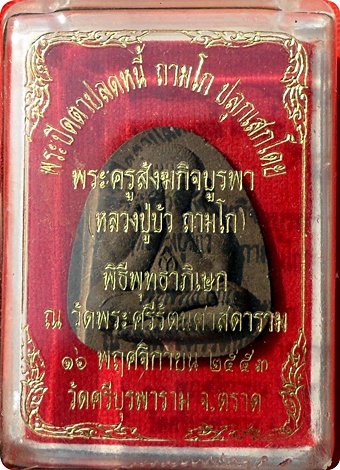 พระปิดตาปลดหนี้ ถามโก ปลุกเสกโดย
พระครูสังฆกิจบูรพา
(หลวงปู่บัว ถามโก)
พิธีพุทธาภิเษก
ณ วัดพระศรีรัตนศาสดาราม
๑๖ พฤศจิกายน ๒๕๕๓
วัดศรีบุรพาราม จ.ตราด